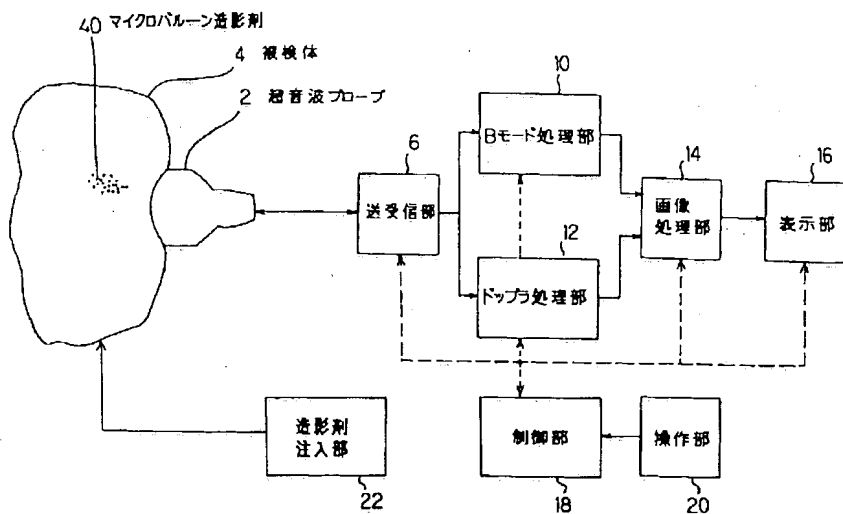 40 マイクロバルーン造影剤
4 被検体
2 超音波プローブ
6
送受信部
10
Bモード処理部
12
ドップラ処理部
14
画像
処理部
16
表示部
造影剤
注入部
22
制御部
18
操作部
20